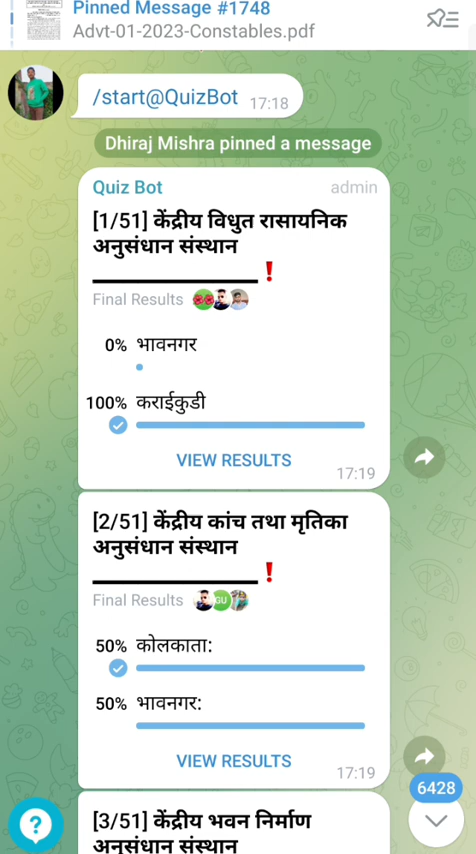 Pinned Message #1748
Advt-01-2023-Constables.pdf
/start@QuizBot 17:18
Dhiraj Mishra pinned a message
Quiz Bot admin
[1/51] केंद्रीय विधुत रासायनिक
अनुसंधान संस्थान
_______________ ❗
Final Results
0% भावनगर
100% कराईकुडी
VIEW RESULTS
17:19
[2/51] केंद्रीय कांच तथा मृतिका
अनुसंधान संस्थान
_______________ ❗
Final Results GU
50% कोलकाता:
50% भावनगर:
VIEW RESULTS
17:19
6428
[3/51] केंद्रीय भवन निर्माण
अनुसंधान संस्थान